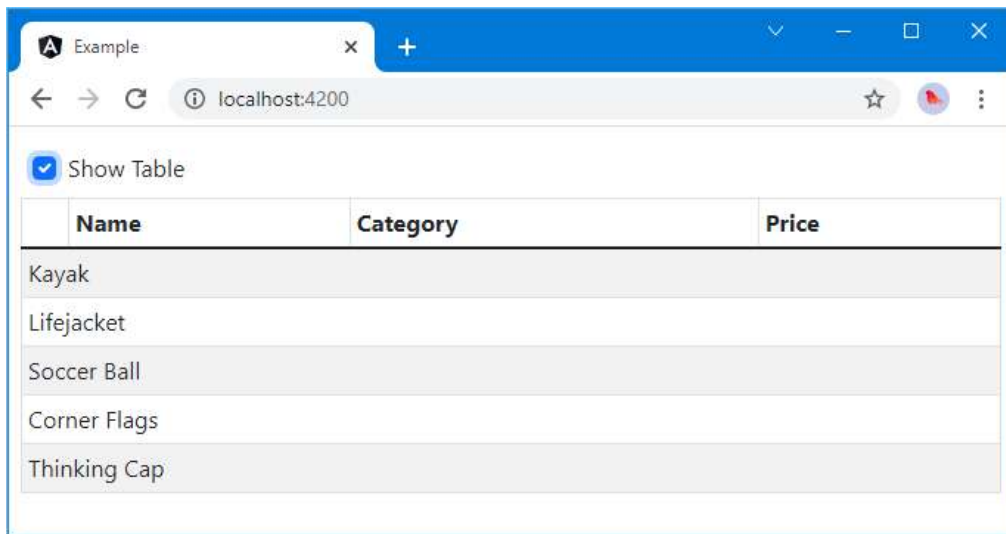 Example
localhost:4200
Show Table
Name Category Price
Kayak
Lifejacket
Soccer Ball
Corner Flags
Thinking Cap